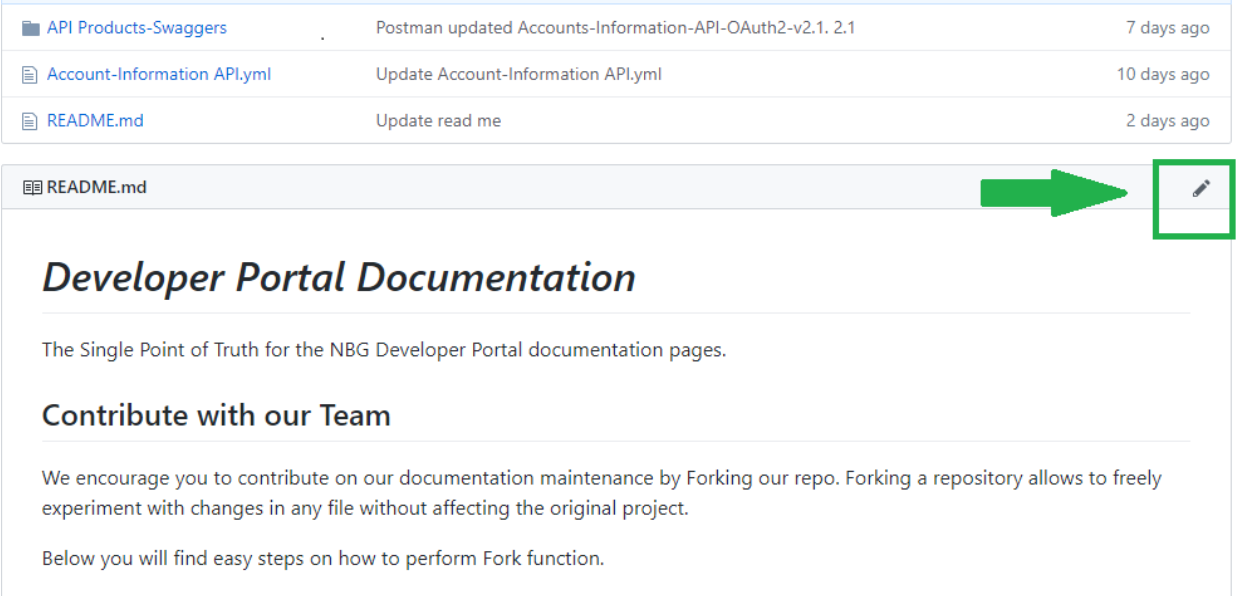 API Products-Swaggers Postman updated Accounts-Information-API-OAuth2-v2.1. 2.1 7 days ago
Account-Information API.yml Update Account-Information API.yml 10 days ago
README.md Update read me 2 days ago
README.md
Developer Portal Documentation
The Single Point of Truth for the NBG Developer Portal documentation pages.
Contribute with our Team
We encourage you to contribute on our documentation maintenance by Forking our repo. Forking a repository allows to freely
experiment with changes in any file without affecting the original project.
Below you will find easy steps on how to perform Fork function.